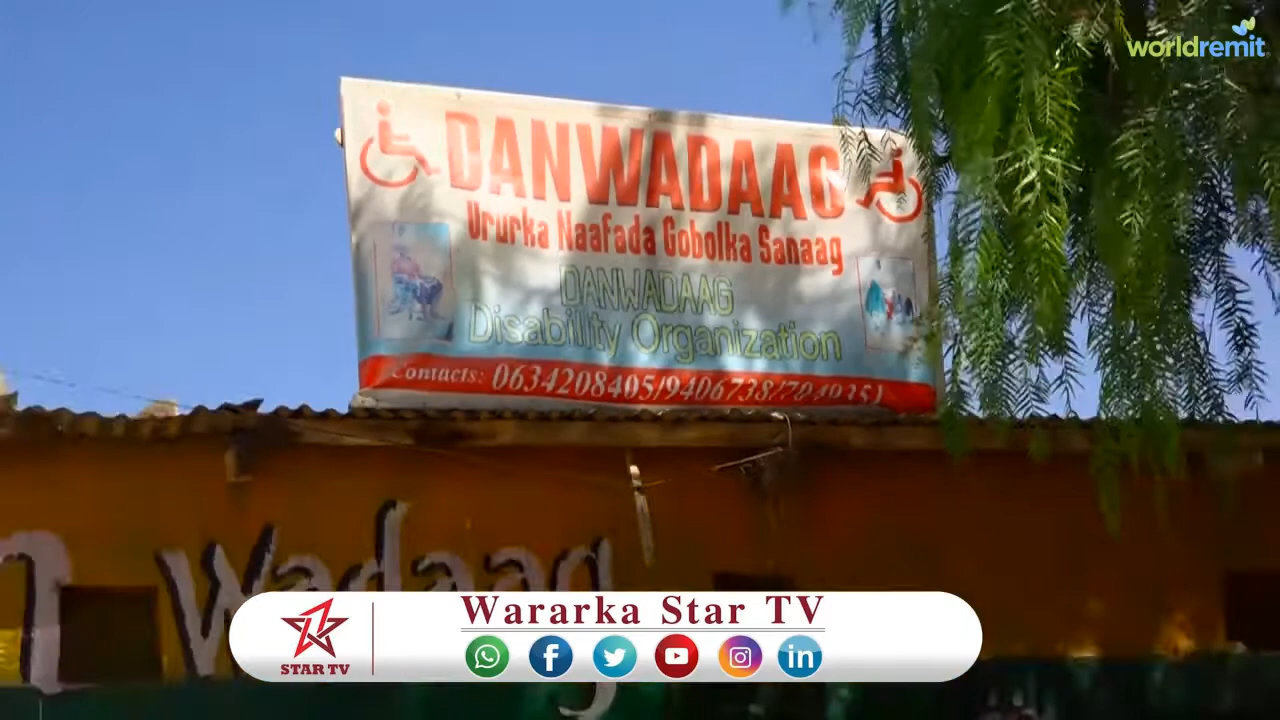 worldremit
DANWADAAG
Ururka Naafada Gobolka Sanaag
DANWADAAG
Disability Organization
Contacts: 0634208405/9406738/
Wadaag
Wararka Star TV
STAR TV